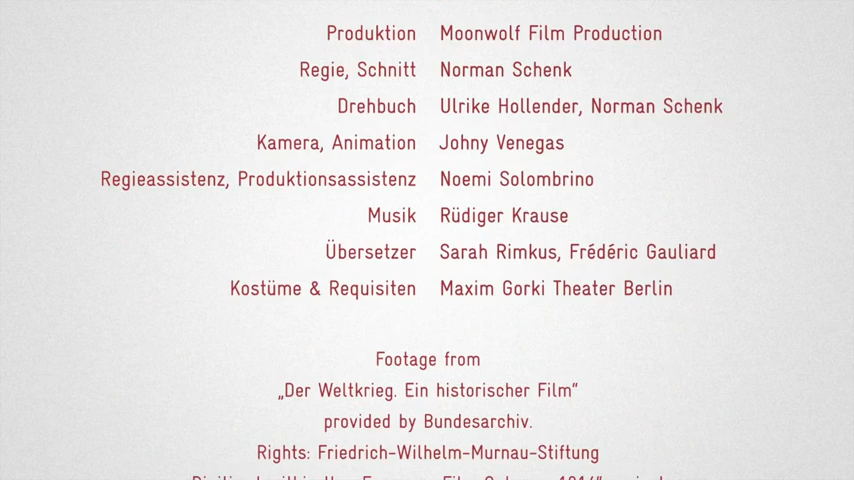 Produktion Moonwolf Film Production
Regie, Schnitt Norman Schenk
Drehbuch Ulrike Hollender, Norman Schenk
Kamera, Animation Johny Venegas
Regieassistenz, Produktionsassistenz Noemi Solombrino
Musik Rüdiger Krause
Übersetzer Sarah Rimkus, Frédéric Gauliard
Kostüme & Requisiten Maxim Gorki Theater Berlin
Footage from
„Der Weltkrieg. Ein historischer Film“
provided by Bundesarchiv.
Rights: Friedrich-Wilhelm-Murnau-Stiftung